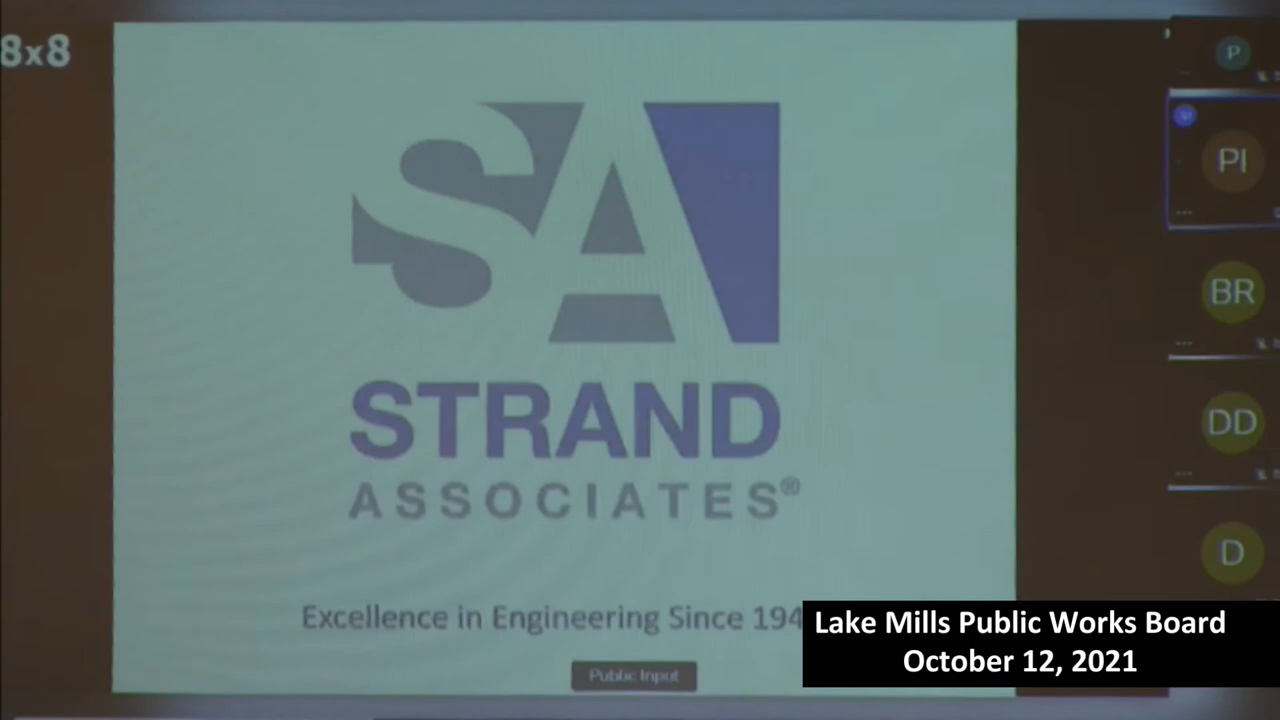 8x8
P
SA
PI
BR
STRAND
DD
ASSOCIATES®
D
Excellence in Engineering Since 194
Lake Mills Public Works Board
October 12, 2021
Public Input